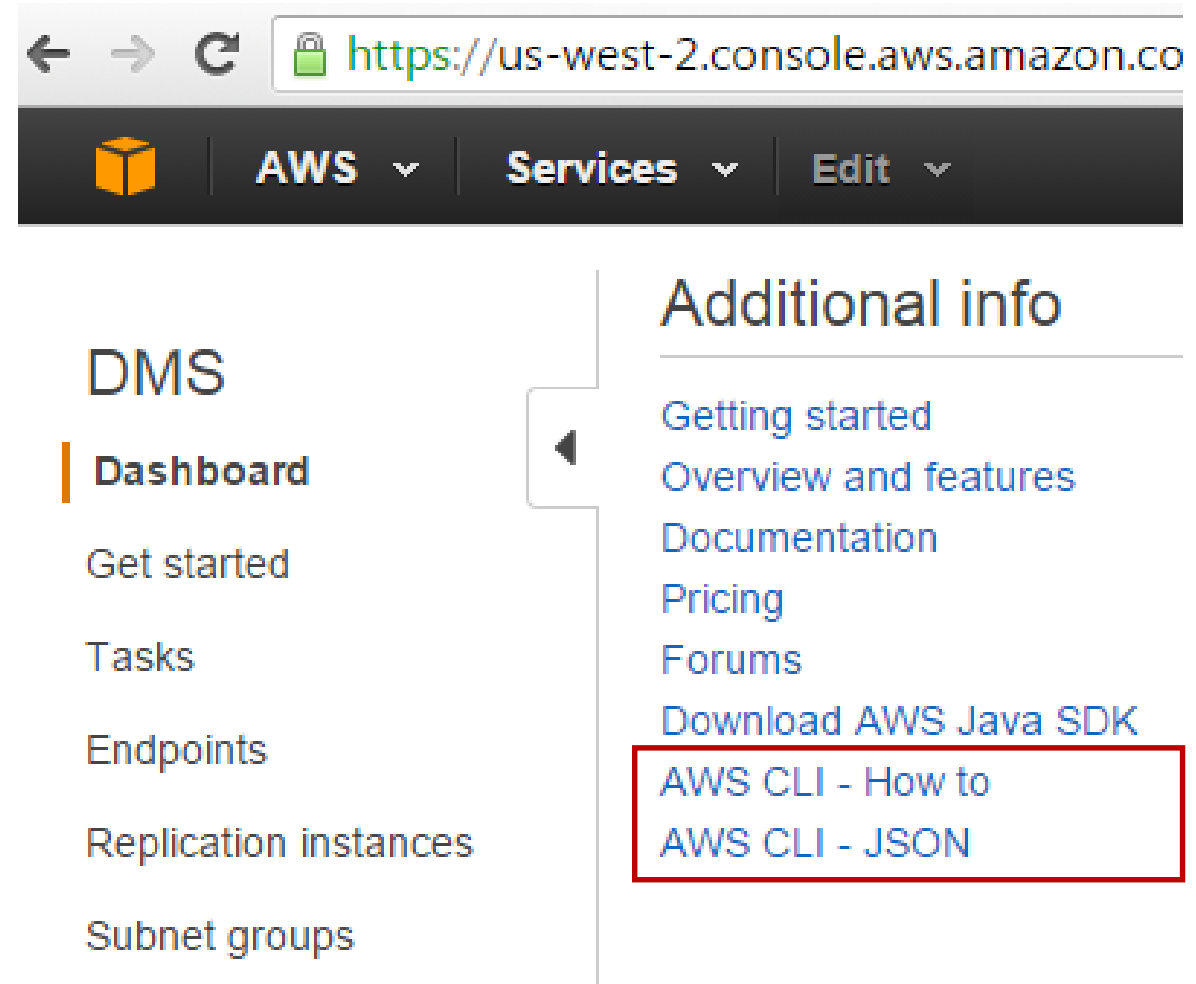 https://us-west-2.console.aws.amazon.co
AWS Services Edit
DMS
Dashboard
Get started
Tasks
Endpoints
Replication instances
Subnet groups
Additional info
Getting started
Overview and features
Documentation
Pricing
Forums
Download AWS Java SDK
AWS CLI - How to
AWS CLI - JSON